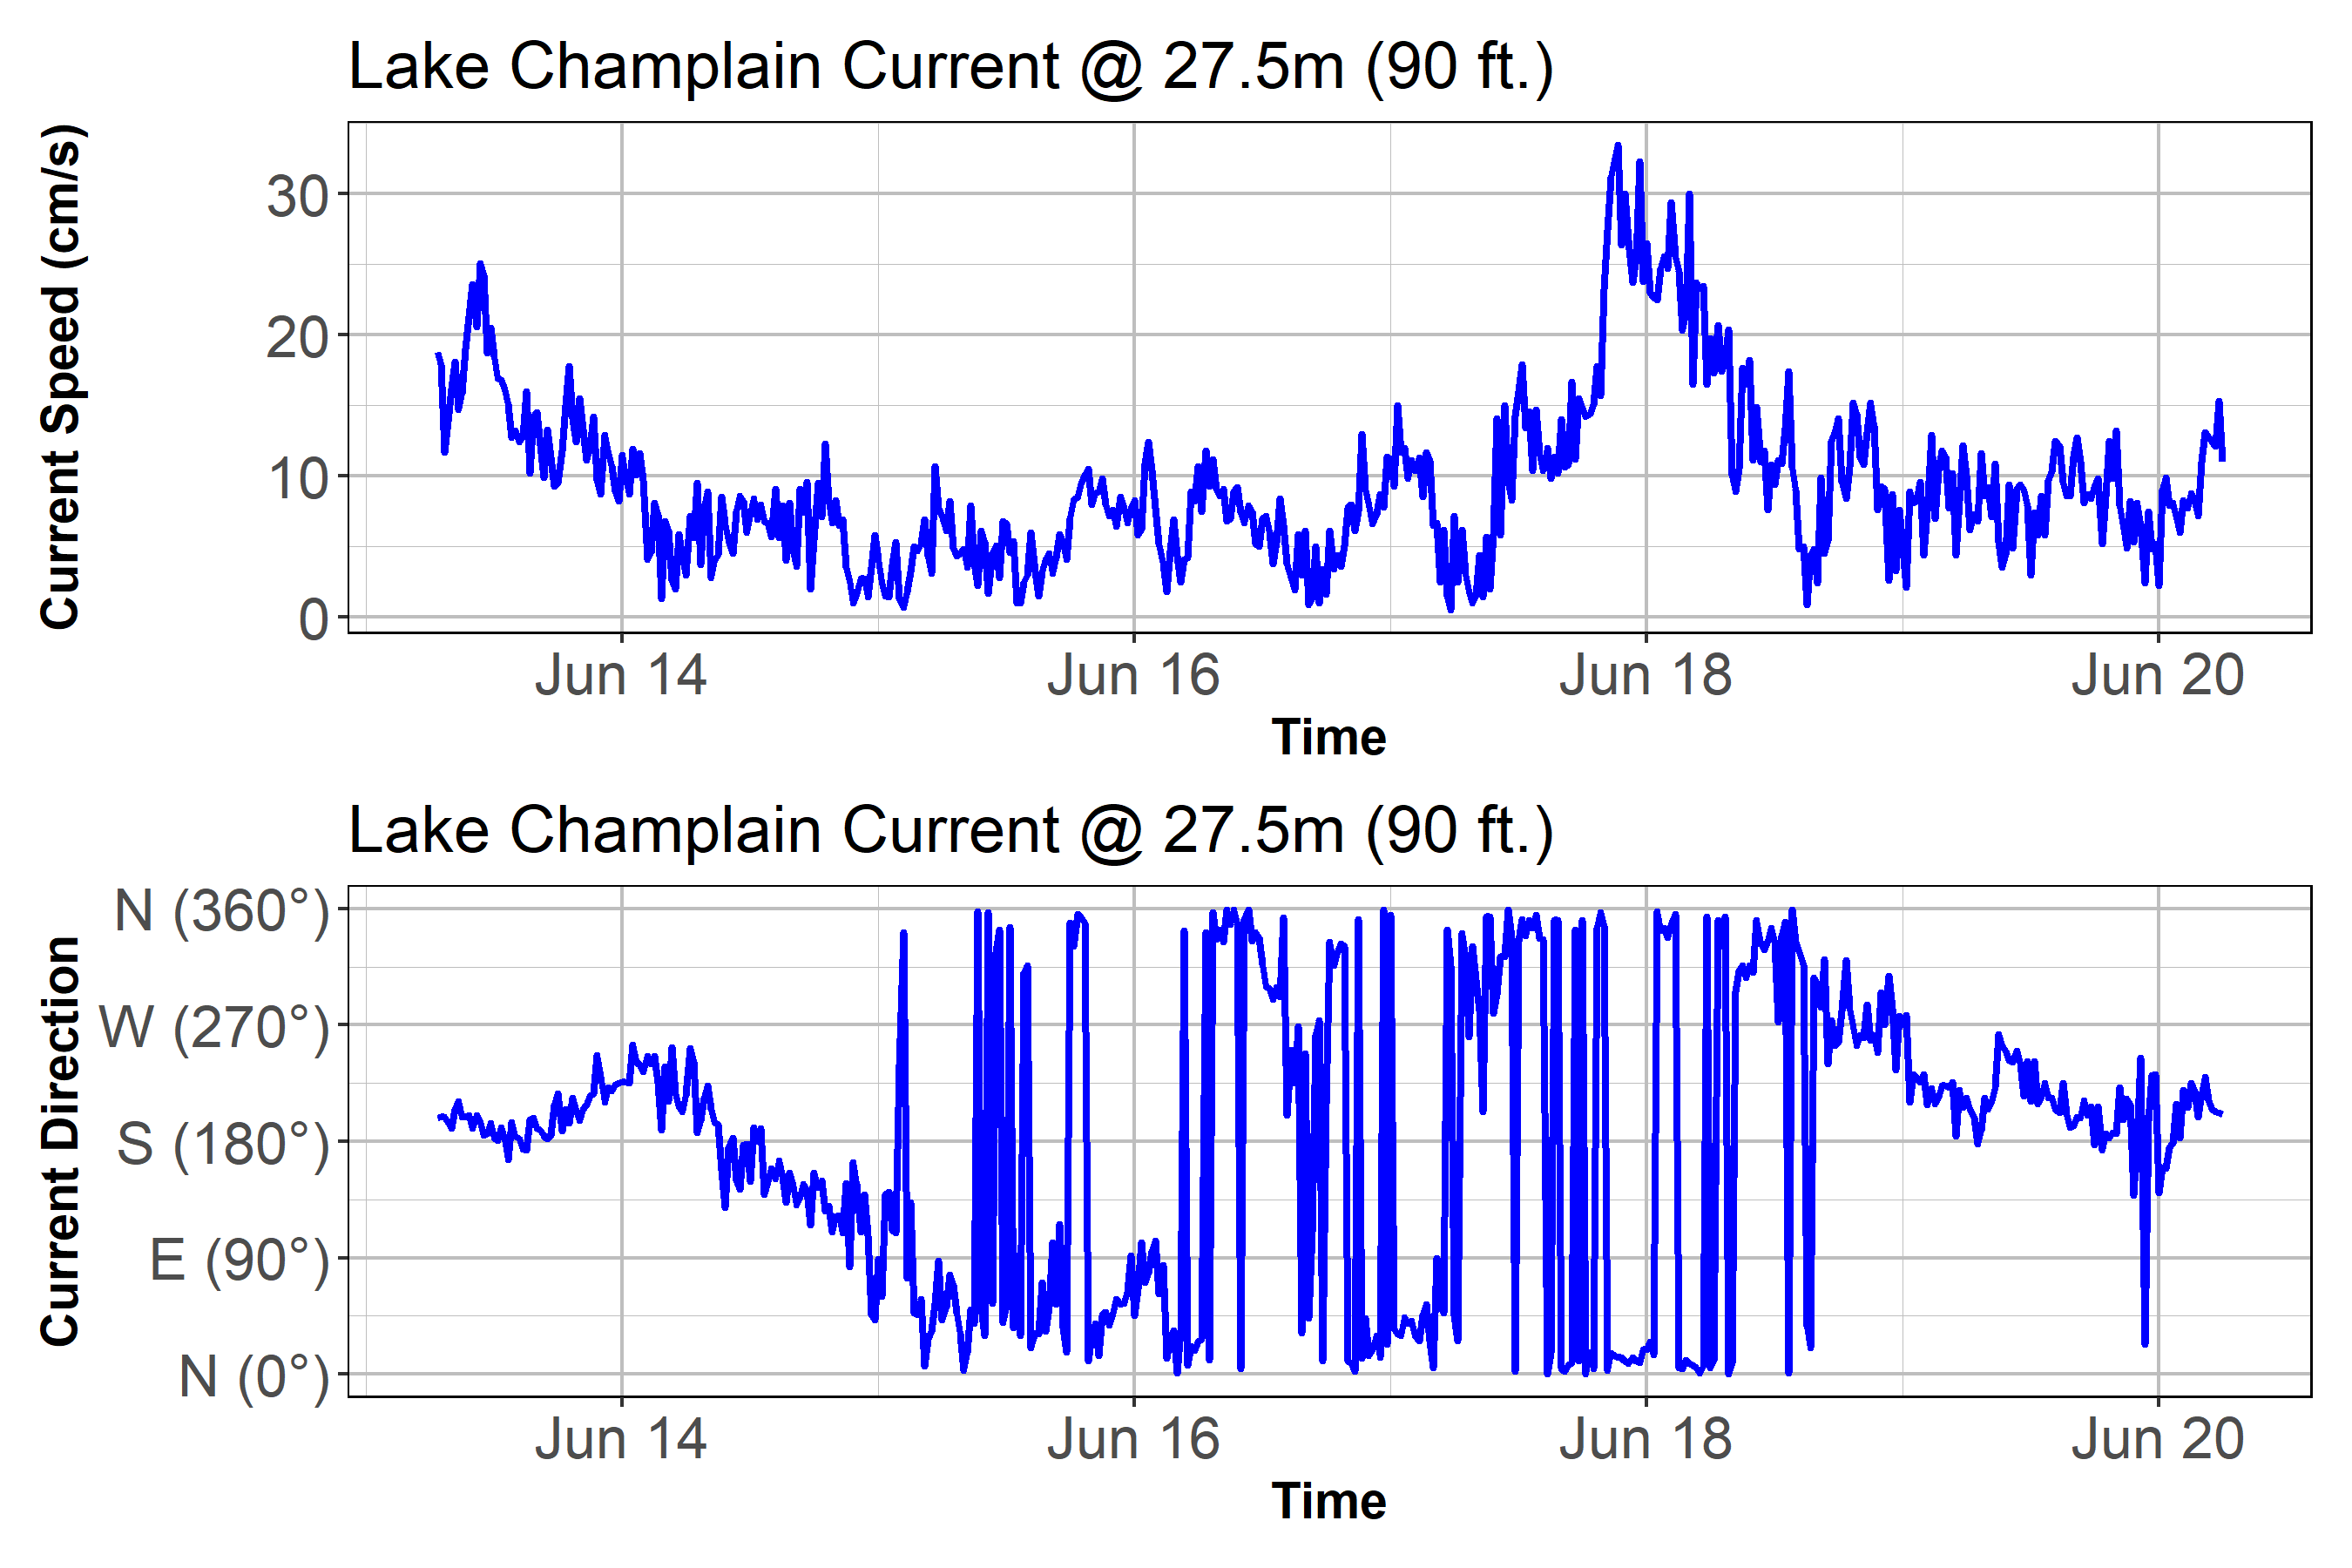 Lake Champlain Current @ 27.5m (90 ft.)
Current Speed (cm/s)
30
20
10
0
Jun 14 Jun 16 Jun 18 Jun 20
Time
Lake Champlain Current @ 27.5m (90 ft.)
Current Direction
N (360°)
W (270°)
S (180°)
E (90°)
N (0°)
Jun 14 Jun 16 Jun 18 Jun 20
Time